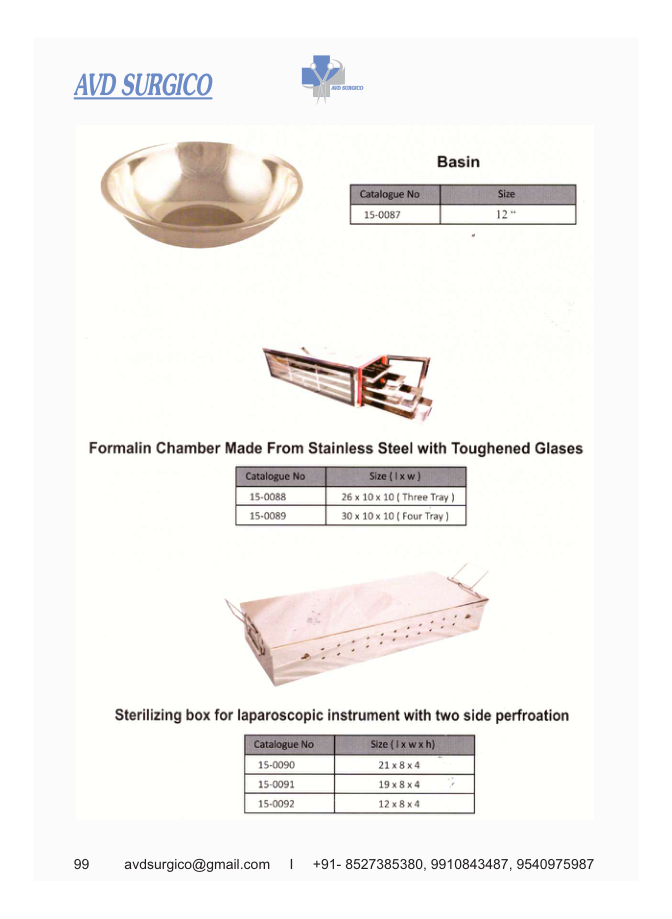 AVD SURGICO
AVD SURGICO
Basin
Catalogue No Size
15-0087 12 “
Formalin Chamber Made From Stainless Steel with Toughened Glases
Catalogue No Size ( l x w )
15-0088 26 x 10 x 10 ( Three Tray )
15-0089 30 x 10 x 10 ( Four Tray )
Sterilizing box for laparoscopic instrument with two side perfroation
Catalogue No Size ( l x w x h)
15-0090 21 x 8 x 4
15-0091 19 x 8 x 4
15-0092 12 x 8 x 4
99 avdsurgico@gmail.com I +91- 8527385380, 9910843487, 9540975987